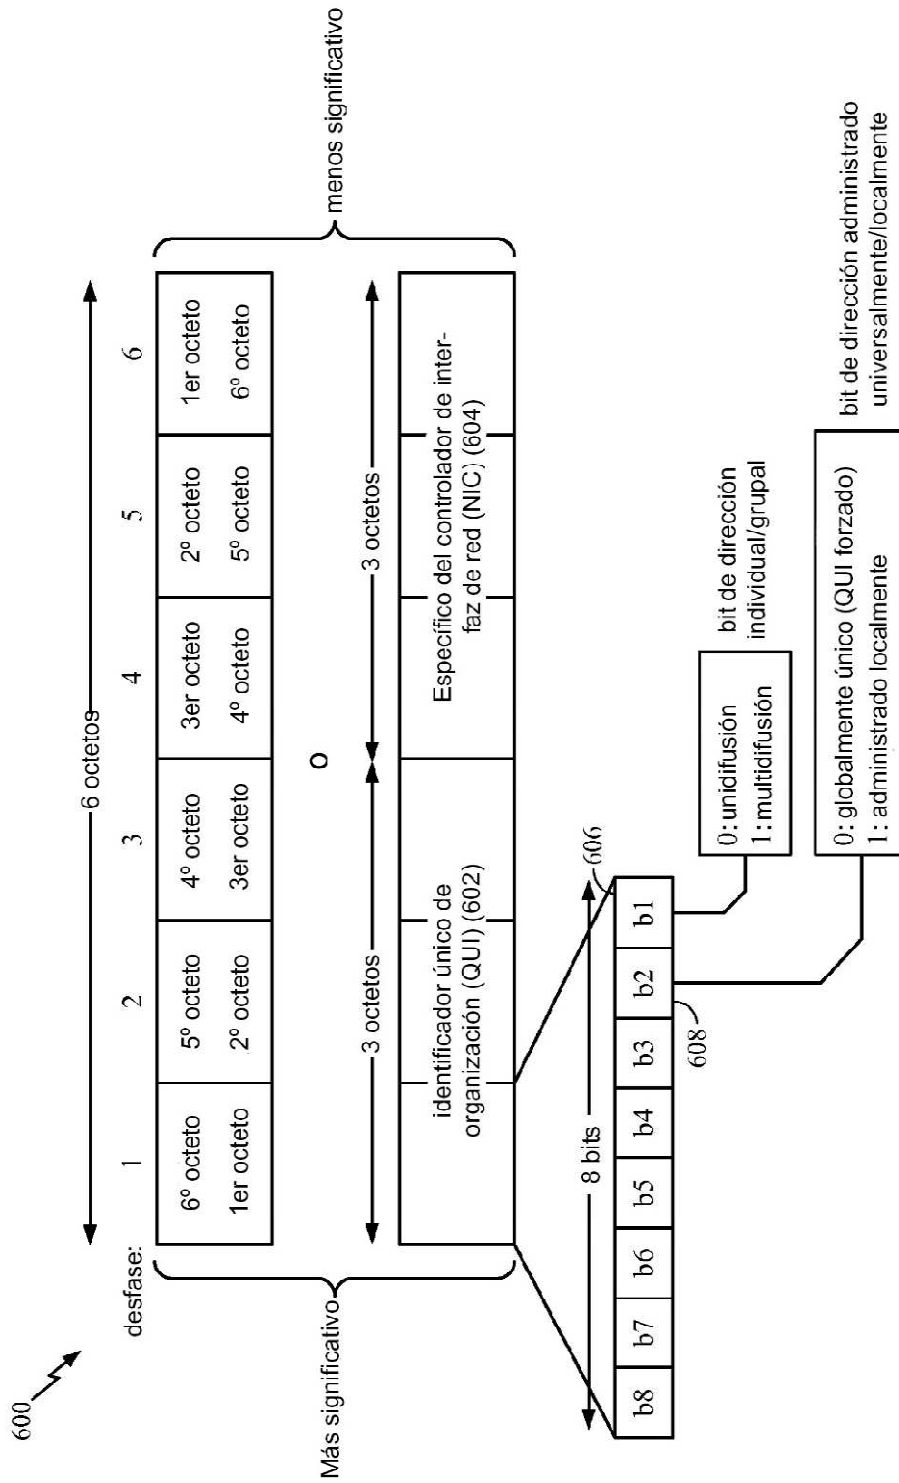 600
6 octetos
desfase:
1
2
3
4
5
6
6º octeto
5º octeto
4º octeto
3er octeto
2º octeto
1er octeto
1er octeto
2º octeto
3er octeto
4º octeto
5º octeto
6º octeto
O
Más significativo
menos significativo
3 octetos
3 octetos
identificador único de
organización (QUI) (602)
Específico del controlador de inter-
faz de red (NIC) (604)
8 bits
606
b8
b7
b6
b5
b4
b3
b2
b1
608
0: unidifusión
1: multidifusión
bit de dirección
individual/grupal
0: globalmente único (QUI forzado)
1: administrado localmente
bit de dirección administrado
universalmente/localmente